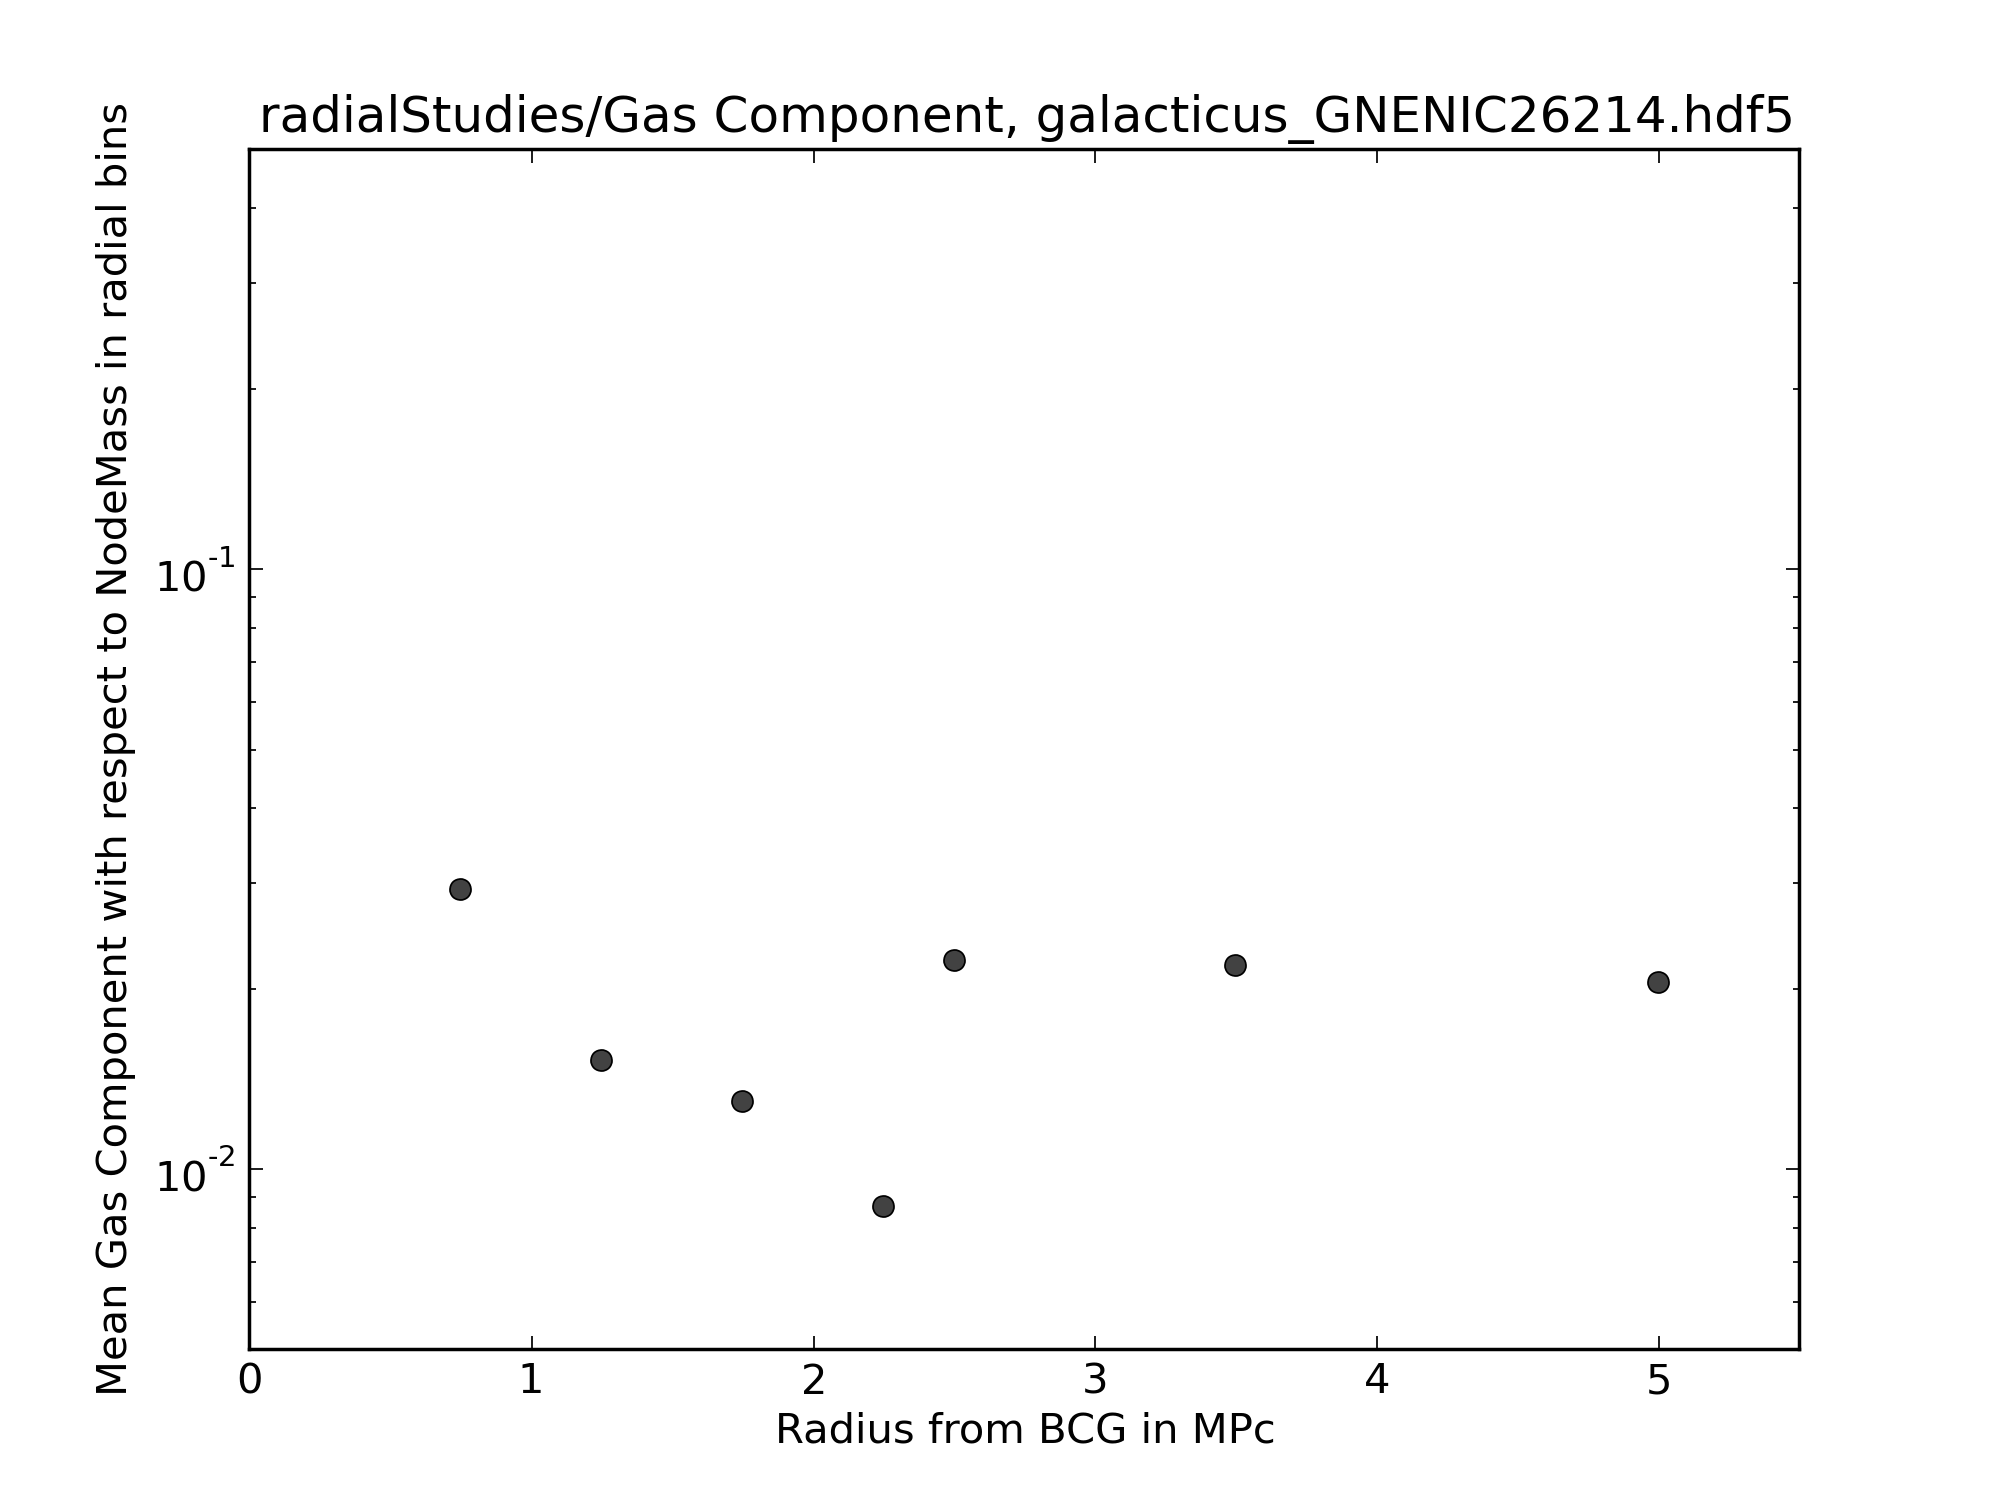 radialStudies/Gas Component, galacticus_GNENIC26214.hdf5
Mean Gas Component with respect to NodeMass in radial bins
10-1
10-2
0 1 2 3 4 5
Radius from BCG in MPc